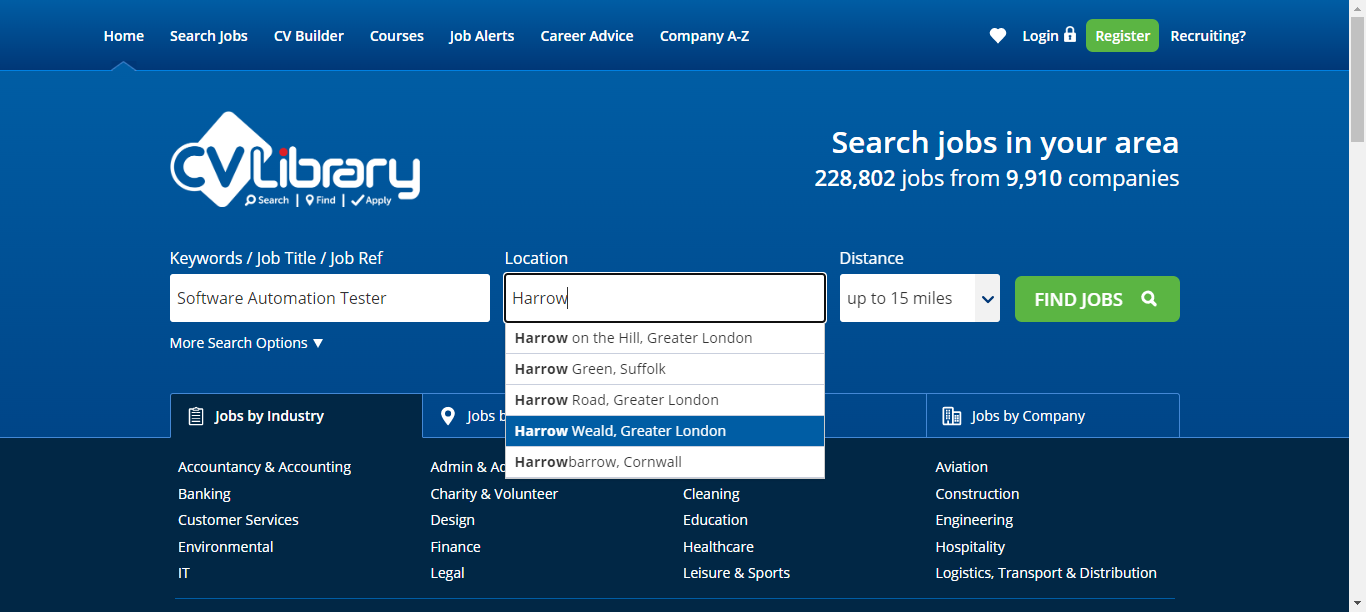 Home Search Jobs CV Builder Courses Job Alerts Career Advice Company A-Z Login Register Recruiting?
CVLibrary
Search | Find | Apply
Search jobs in your area
228,802 jobs from 9,910 companies
Keywords / Job Title / Job Ref Location Distance
Software Automation Tester Harrow up to 15 miles FIND JOBS
More Search Options ▼
Harrow on the Hill, Greater London
Harrow Green, Suffolk
Harrow Road, Greater London
Harrow Weald, Greater London
Harrowbarrow, Cornwall
Jobs by Industry Jobs Jobs by Company
Accountancy & Accounting Admin & Aviation
Banking Charity & Volunteer Cleaning Construction
Customer Services Design Education Engineering
Environmental Finance Healthcare Hospitality
IT Legal Leisure & Sports Logistics, Transport & Distribution